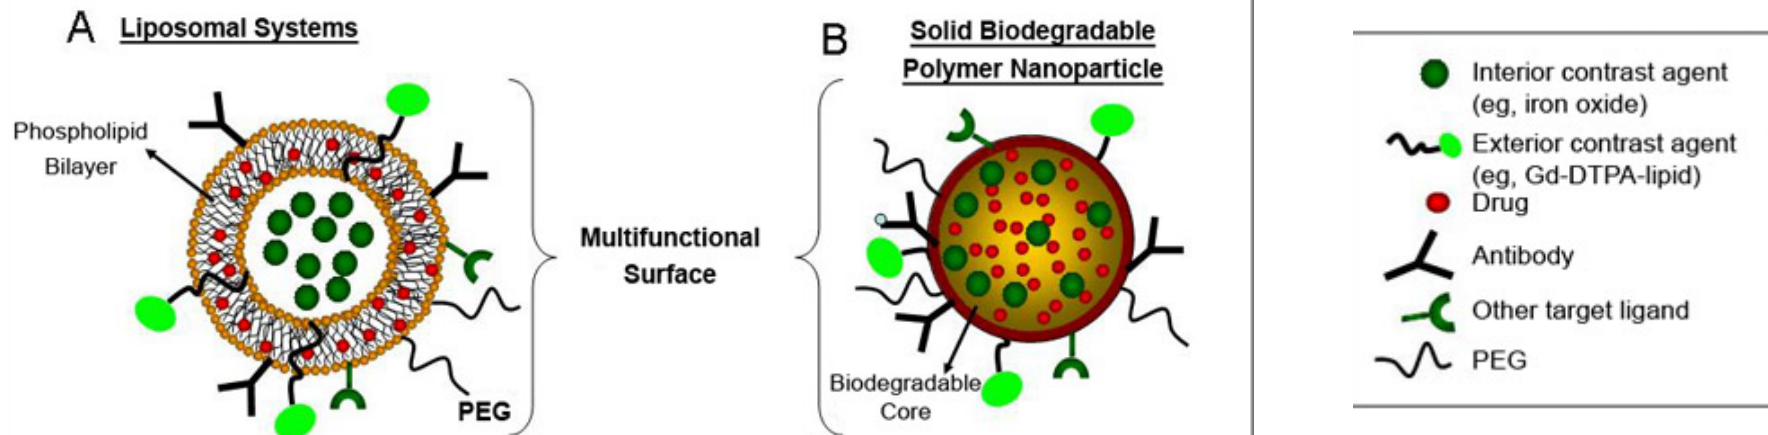 A
Liposomal Systems
Phospholipid
Bilayer
PEG
Multifunctional
Surface
B
Solid Biodegradable
Polymer Nanoparticle
Biodegradable
Core
Interior contrast agent
(eg, iron oxide)
Exterior contrast agent
(eg, Gd-DTPA-lipid)
Drug
Antibody
Other target ligand
PEG